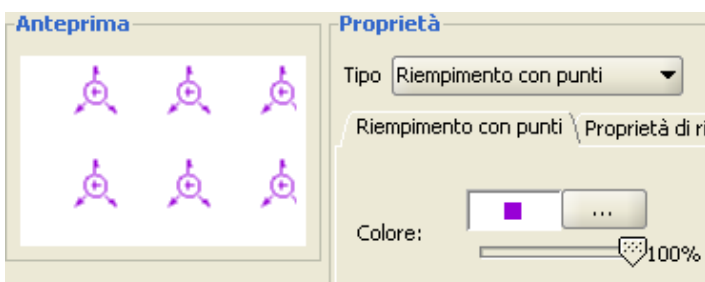 Anteprima
Proprietà
Tipo Riempimento con punti
Riempimento con punti Proprietà di ri
...
Colore:
100%